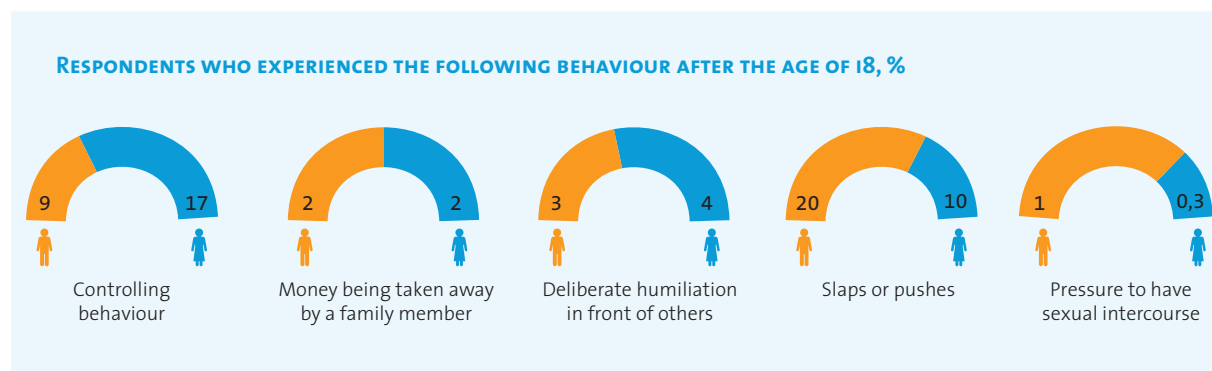 Respondents who experienced the following behaviour after the age of 18, %
9 17 2 2 3 4 20 10 1 0,3
Controlling
behaviour
Money being taken away
by a family member
Deliberate humiliation
in front of others
Slaps or pushes
Pressure to have
sexual intercourse